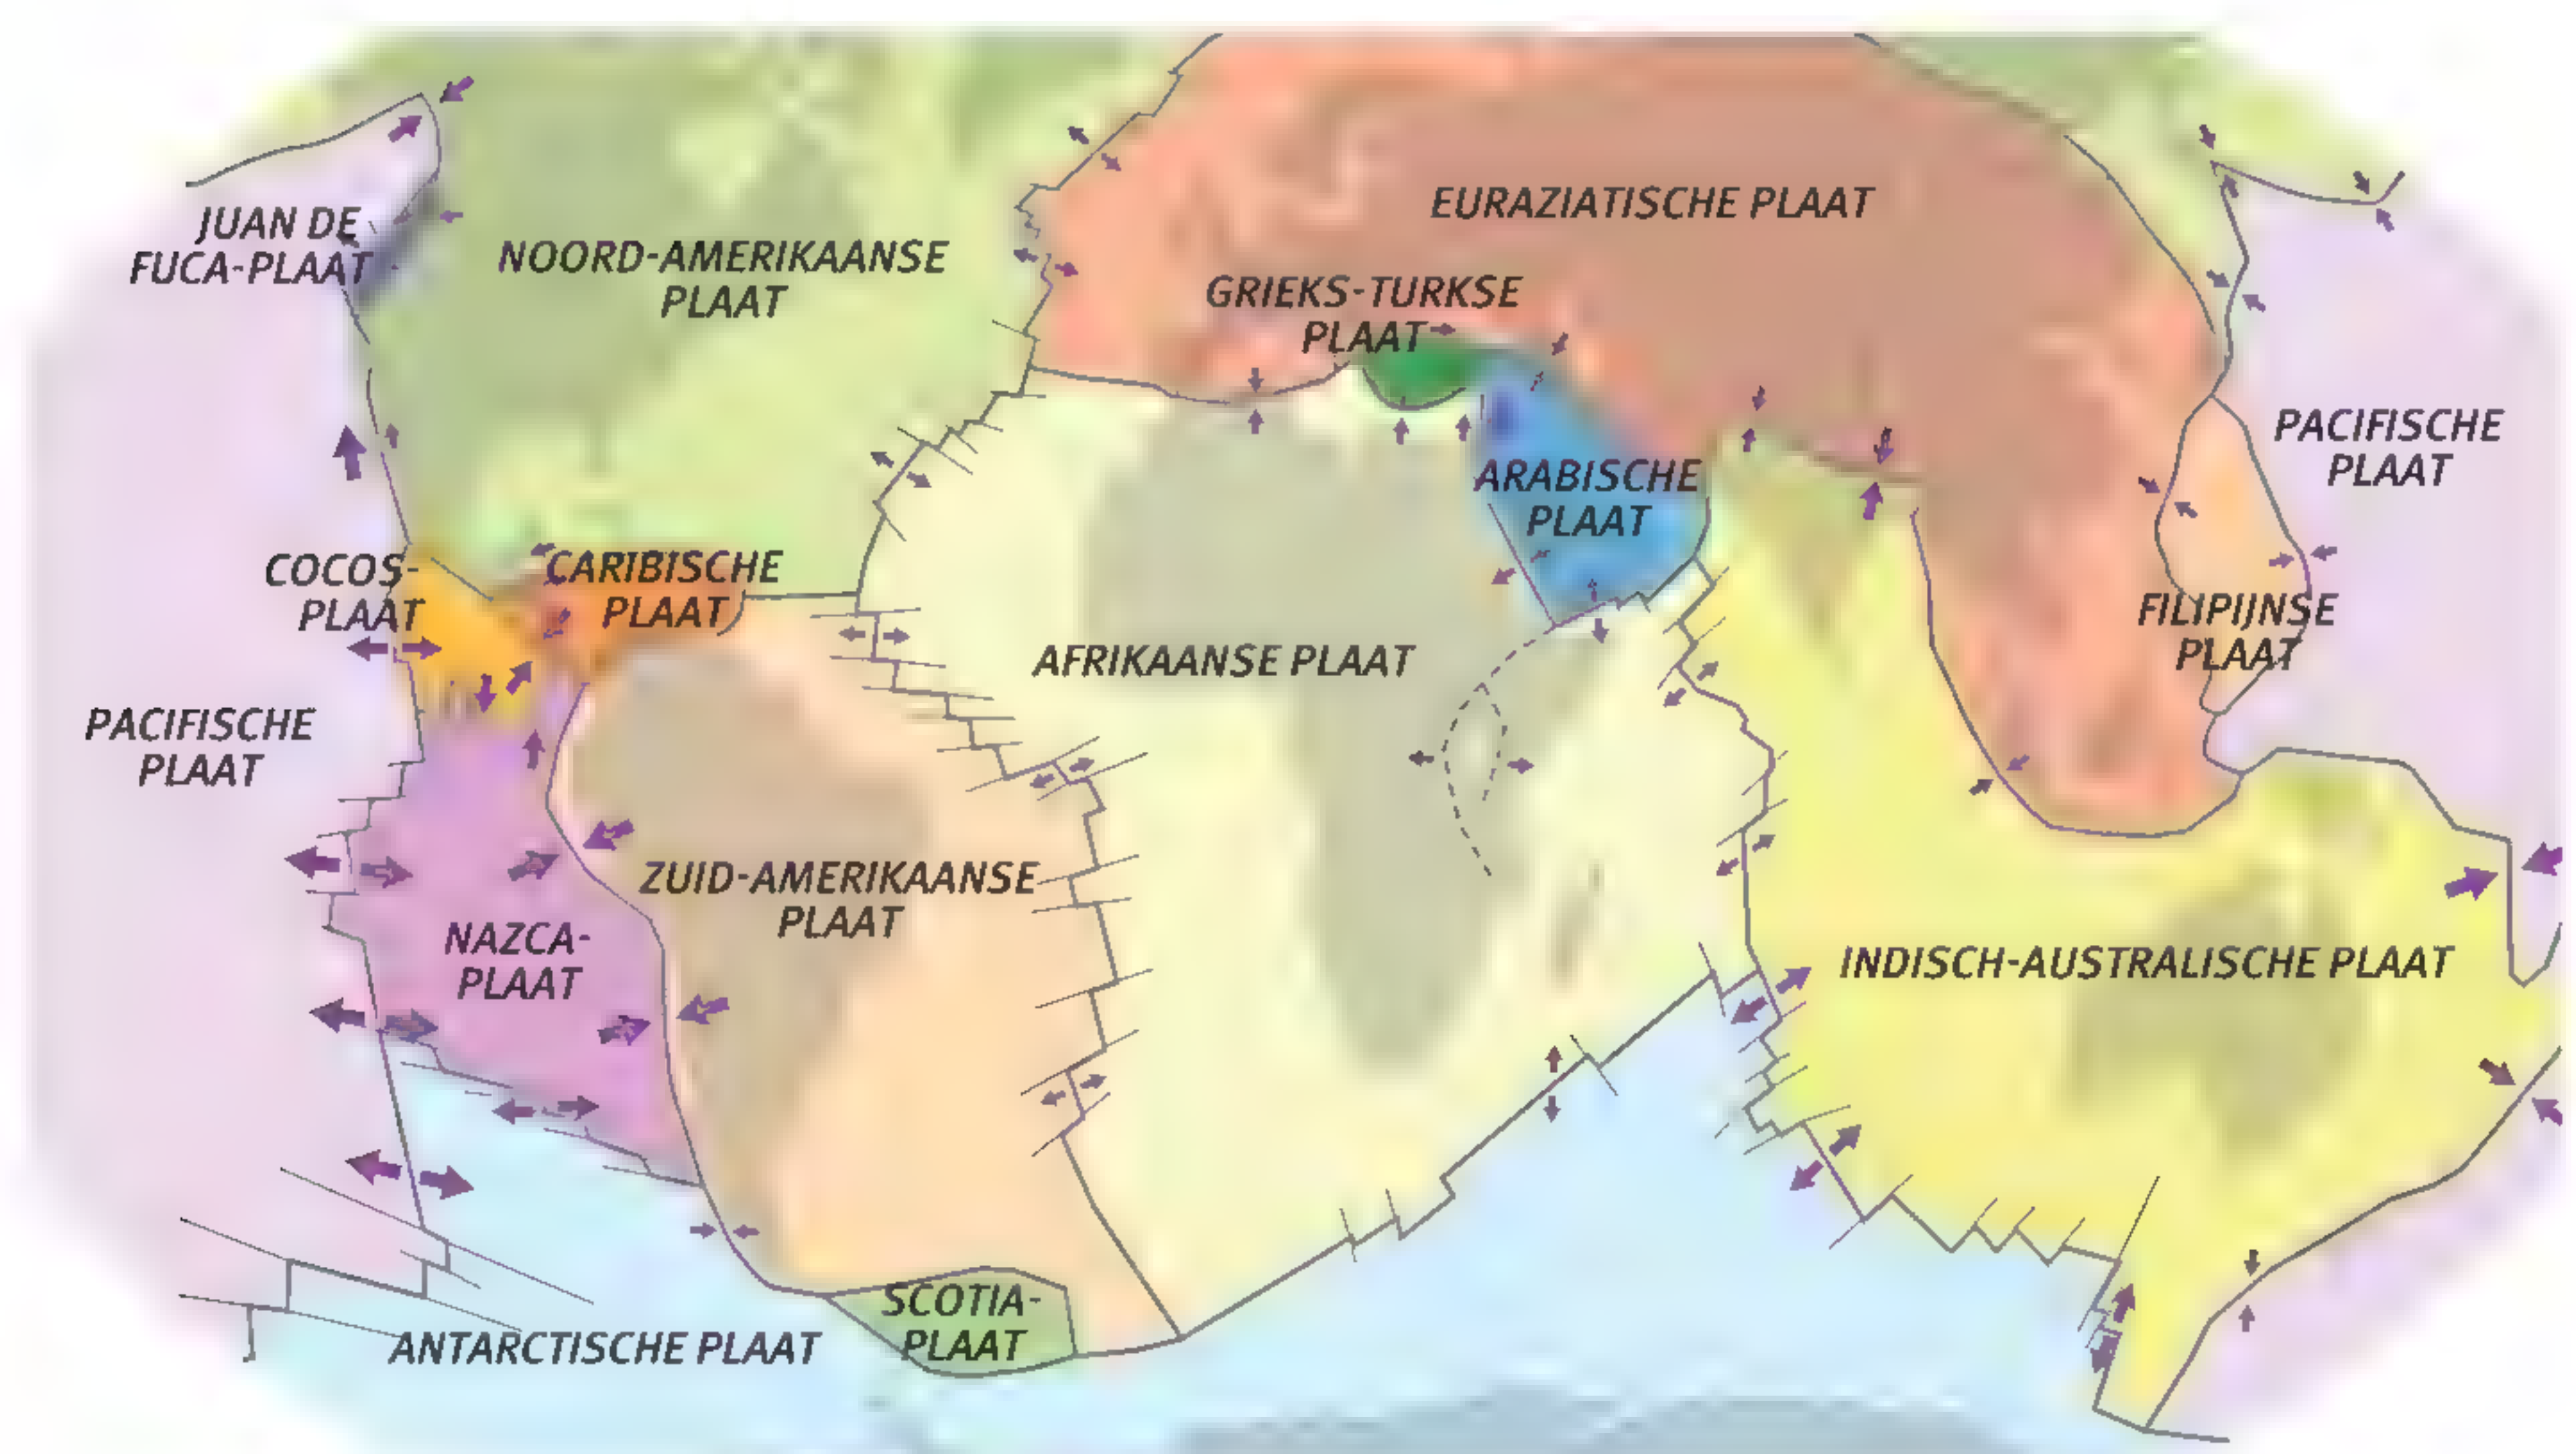 JUAN DE
FUCA-PLAAT
NOORD-AMERIKAANSE
PLAAT
EURAZIATISCHE PLAAT
GRIEKS-TURKSE
PLAAT
PACIFISCHE
PLAAT
ARABISCHE
PLAAT
COCOS-
PLAAT
CARIBISCHE
PLAAT
FILIPIJNSE
PLAAT
AFRIKAANSE PLAAT
PACIFISCHE
PLAAT
ZUID-AMERIKAANSE
PLAAT
NAZCA-
PLAAT
INDISCH-AUSTRALISCHE PLAAT
SCOTIA-
PLAAT
ANTARCTISCHE PLAAT